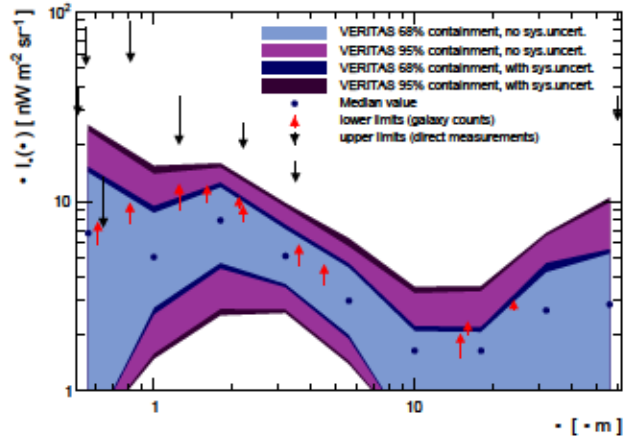 10²
VERITAS 68% containment, no sys.uncert.
VERITAS 95% containment, no sys.uncert.
VERITAS 68% containment, with sys.uncert.
VERITAS 95% containment, with sys.uncert.
Median value
lower limits (galaxy counts)
upper limits (direct measurements)
• I.(•) [ nW m⁻² sr⁻¹ ]
10
1
1
10
• [ • m ]